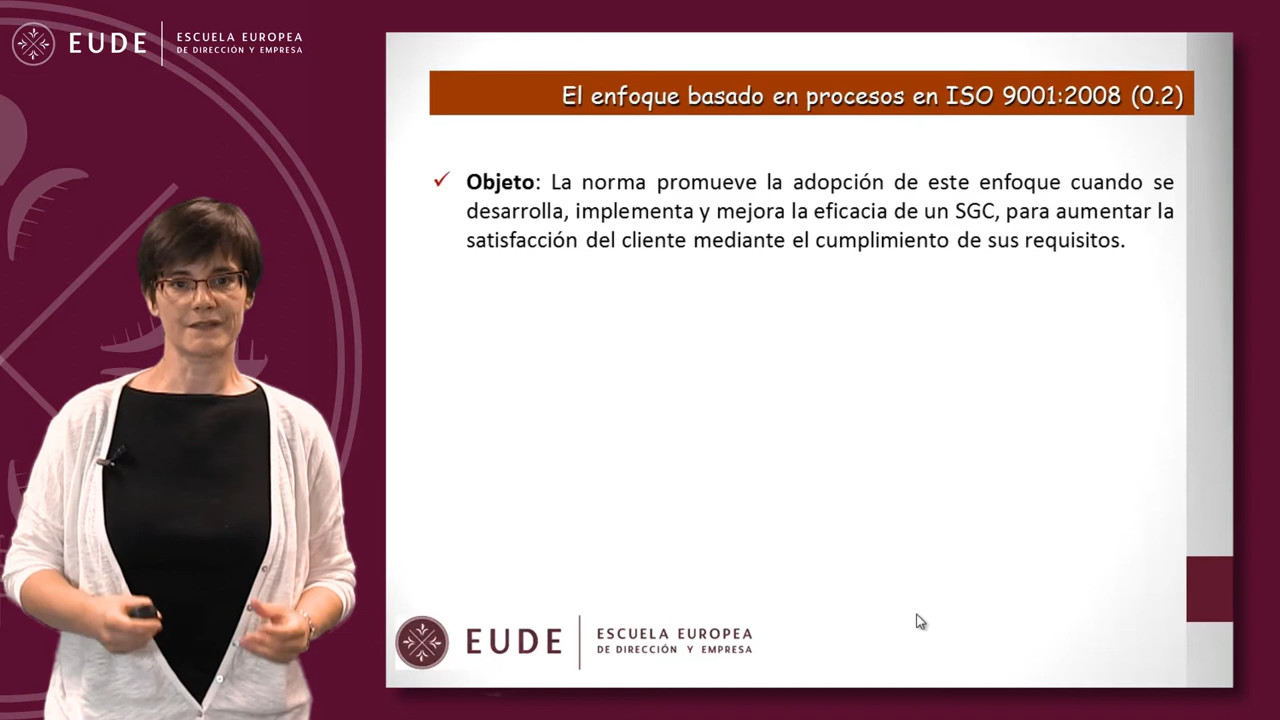 EUDE
ESCUELA EUROPEA
DE DIRECCIÓN Y EMPRESA
El enfoque basado en procesos en ISO 9001:2008 (0.2)
✓ Objeto: La norma promueve la adopción de este enfoque cuando se
desarrolla, implementa y mejora la eficacia de un SGC, para aumentar la
satisfacción del cliente mediante el cumplimiento de sus requisitos.
EUDE
ESCUELA EUROPEA
DE DIRECCIÓN Y EMPRESA